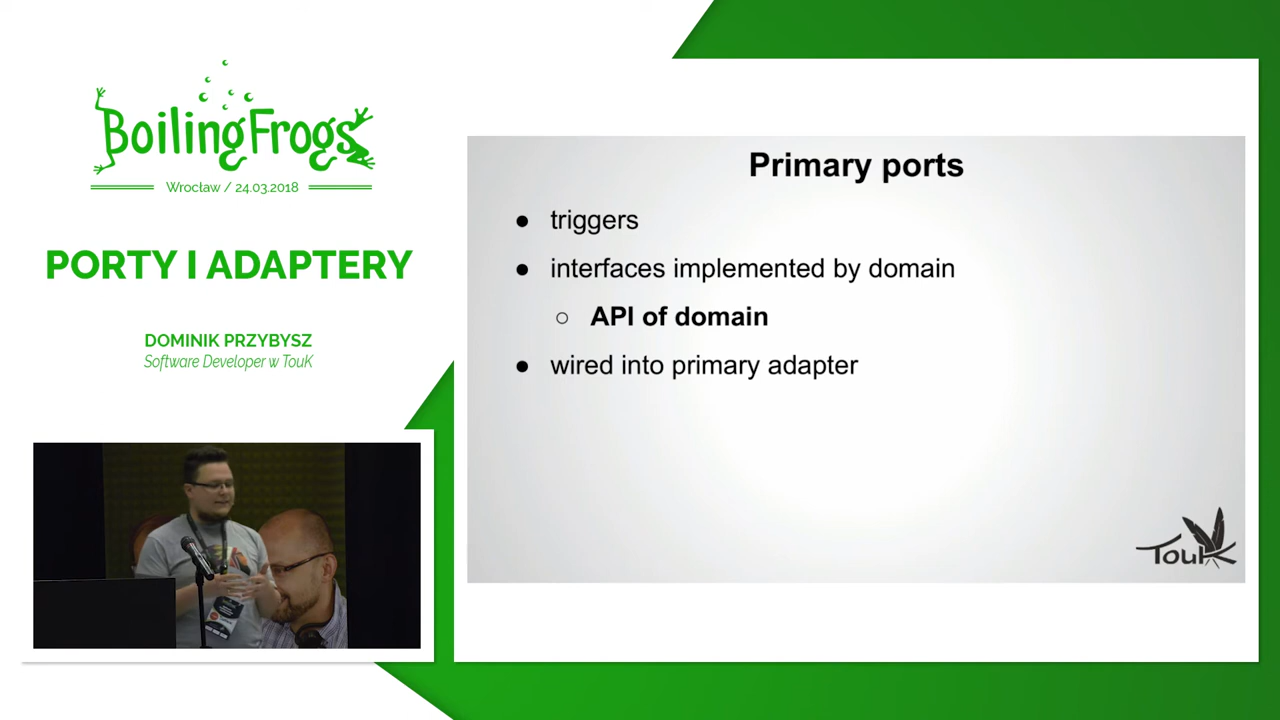 BoilingFrogs
Wrocław / 24.03.2018
PORTY I ADAPTERY
DOMINIK PRZYBYSZ
Software Developer w TouK
Primary ports
● triggers
● interfaces implemented by domain
○ API of domain
● wired into primary adapter
TouK